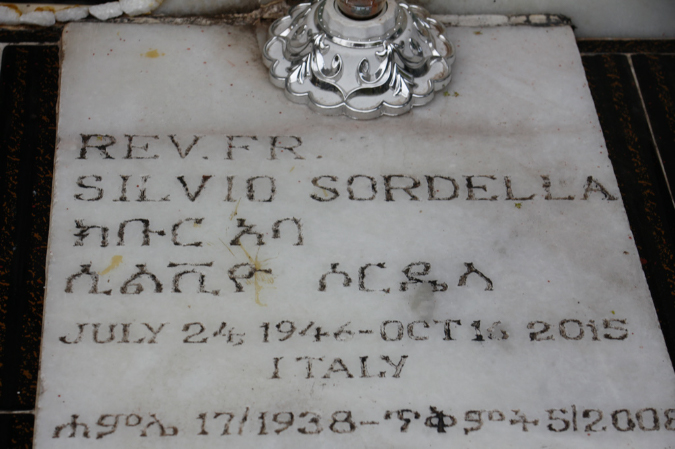 REV. FR.
SILVIO SORDELLA
ክቡር አባ
ሲልቪዮ ሶርዴላ
JULY 24 1946-OCT 16 2015
ITALY
ሐምሌ 17/1938-ጥቅምት 5/2008